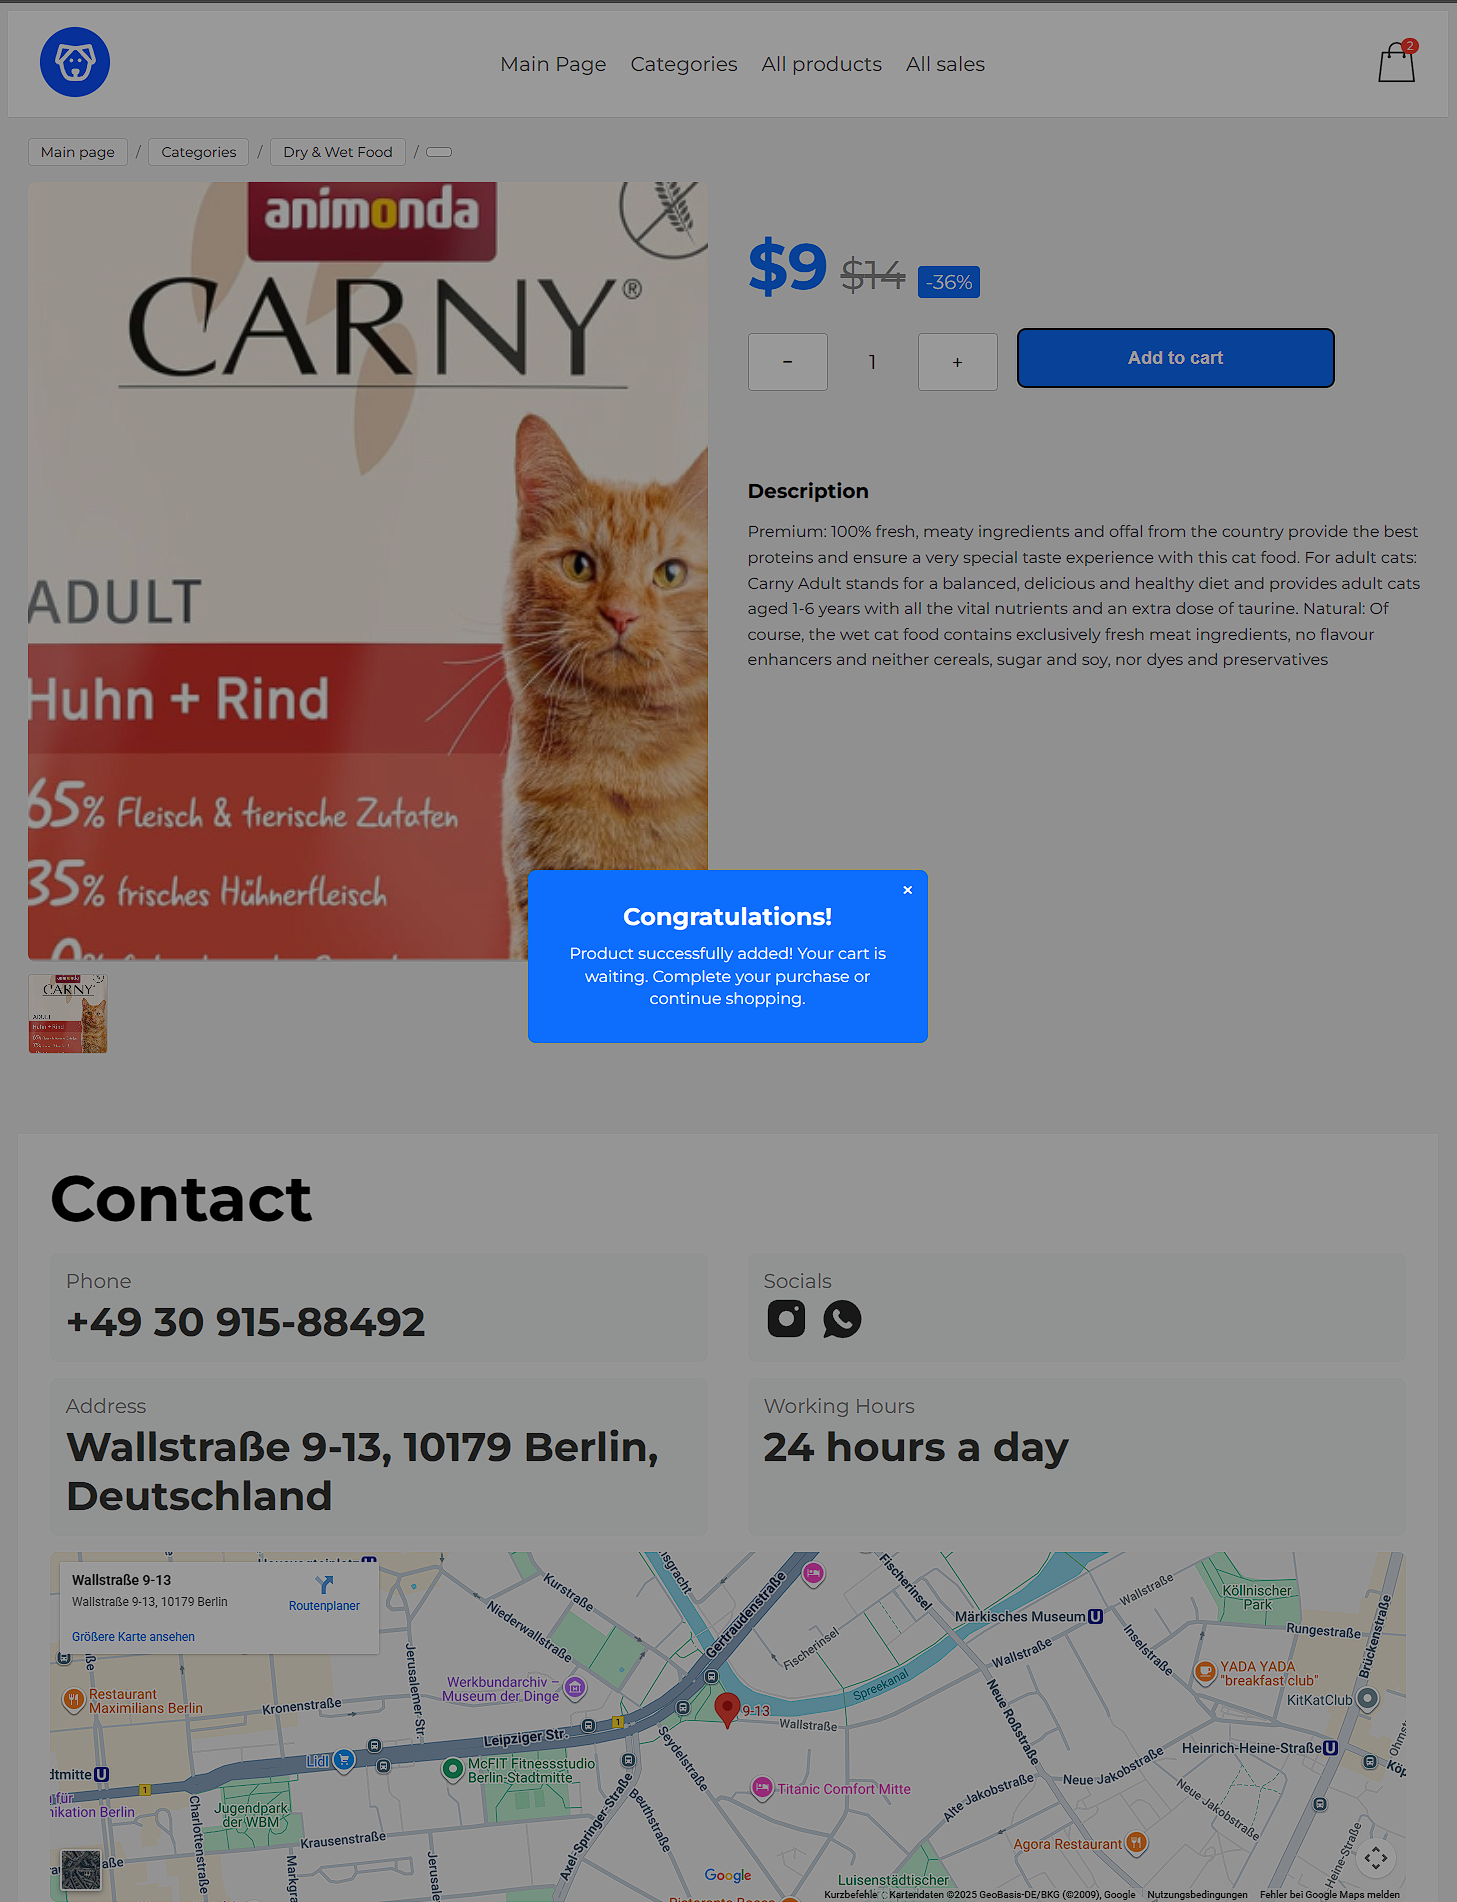 Main Page Categories All products All sales
2
Main page / Categories / Dry & Wet Food /
animonda
CARNY®
ADULT
Huhn + Rind
65% Fleisch & tierische Zutaten
35% frisches Hühnerfleisch
$9 $14 -36%
- 1 + Add to cart
Description
Premium: 100% fresh, meaty ingredients and offal from the country provide the best
proteins and ensure a very special taste experience with this cat food. For adult cats:
Carny Adult stands for a balanced, delicious and healthy diet and provides adult cats
aged 1-6 years with all the vital nutrients and an extra dose of taurine. Natural: Of
course, the wet cat food contains exclusively fresh meat ingredients, no flavour
enhancers and neither cereals, sugar and soy, nor dyes and preservatives
×
Congratulations!
Product successfully added! Your cart is
waiting. Complete your purchase or
continue shopping.
CARNY
ADULT
Huhn + Rind
Contact
Phone
+49 30 915-88492
Socials
Address
Wallstraße 9-13, 10179 Berlin,
Deutschland
Working Hours
24 hours a day
Wallstraße 9-13
Wallstraße 9-13, 10179 Berlin
Routenplaner
Größere Karte ansehen
Kurstraße
Niederwallstraße
Gertraudenstraße
Fischerinsel
Fischerinsel
Märkisches Museum U
Wallstraße
Köllnischer
Park
Rungestraße
Brückenstraße
Inselstraße
Wallstraße
YADA YADA
"breakfast club"
KitKatClub
Spreekanal
Jerusalemer Str.
Werkbundarchiv –
Museum der Dinge
Restaurant
Maximilians Berlin
Kronenstraße
9-13
Wallstraße
Neue Roßstraße
Leipziger Str.
1
Lidl
McFIT Fitnessstudio
Berlin-Stadtmitte
Seydelstraße
Heinrich-Heine-Straße U
Neue Jakobstraße
Neue Jakobstraße
Alte Jakobstraße
Titanic Comfort Mitte
1
Jugendpark
der WBM
Charlottenstraße
Krausenstraße
Axel-Springer-Straße
Beuthstraße
Agora Restaurant
Google
Luisenstädtischer
Kurzbefehle Kartendaten ©2025 GeoBasis-DE/BKG (©2009), Google Nutzungsbedingungen Fehler bei Google Maps melden